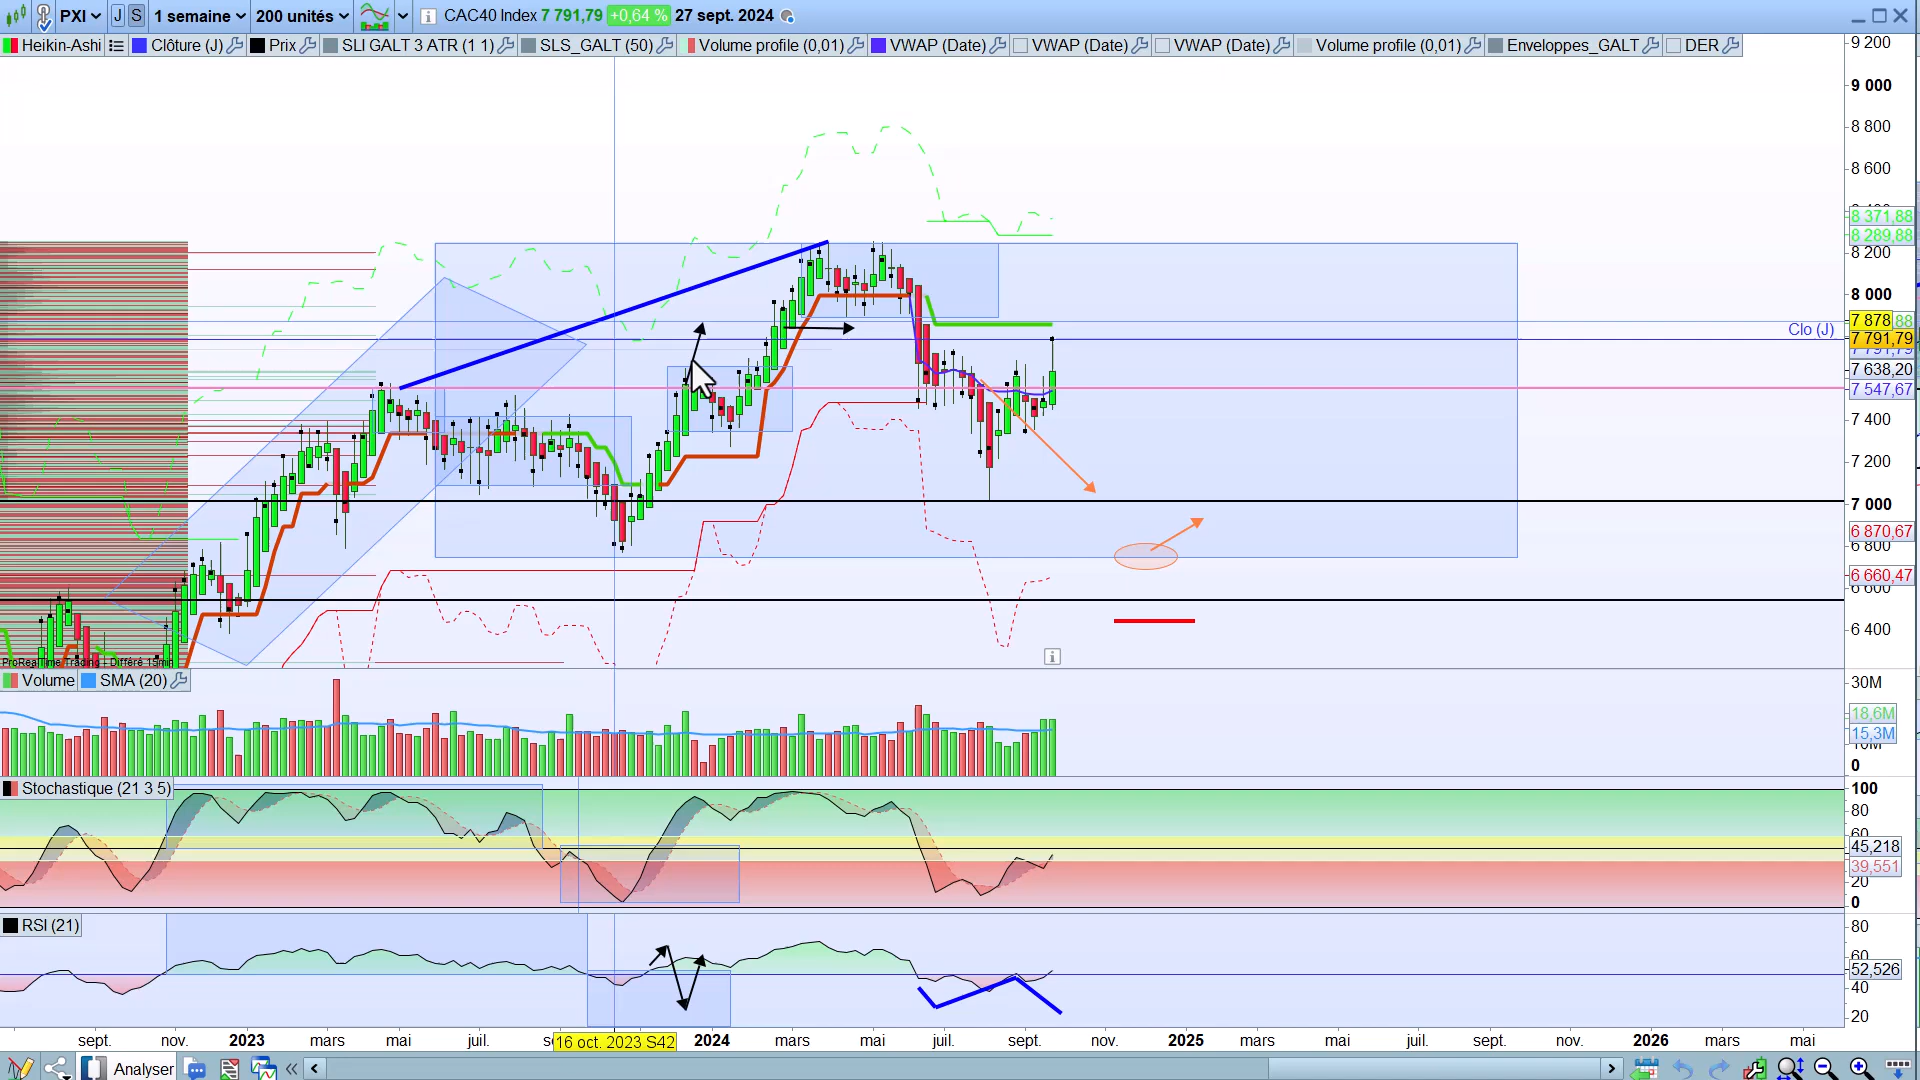 PXI
J
S
1 semaine
200 unités
CAC40 Index 7 791,79 +0,64 % 27 sept. 2024
Heikin-Ashi
Clôture (J)
Prix
SLI GALT 3 ATR (1 1)
SLS_GALT (50)
Volume profile (0,01)
VWAP (Date)
VWAP (Date)
VWAP (Date)
Volume profile (0,01)
Enveloppes_GALT
DER
9 200
9 000
8 800
8 600
8 371,88
8 289,88
8 200
8 000
7 878
Clo (J)
7 791,79
7 638,20
7 547,67
7 400
7 200
7 000
6 870,67
6 800
6 660,47
6 600
6 400
ProRealTime Trading - Différé 15min
Volume
SMA (20)
30M
18,6M
15,3M
10M
0
Stochastique (21 3 5)
100
80
60
45,218
39,551
20
0
RSI (21)
80
60
52,526
40
20
sept.
nov.
2023
mars
mai
juil.
16 oct. 2023 S42
2024
mars
mai
juil.
sept.
nov.
2025
mars
mai
juil.
sept.
nov.
2026
mars
mai
Analyser